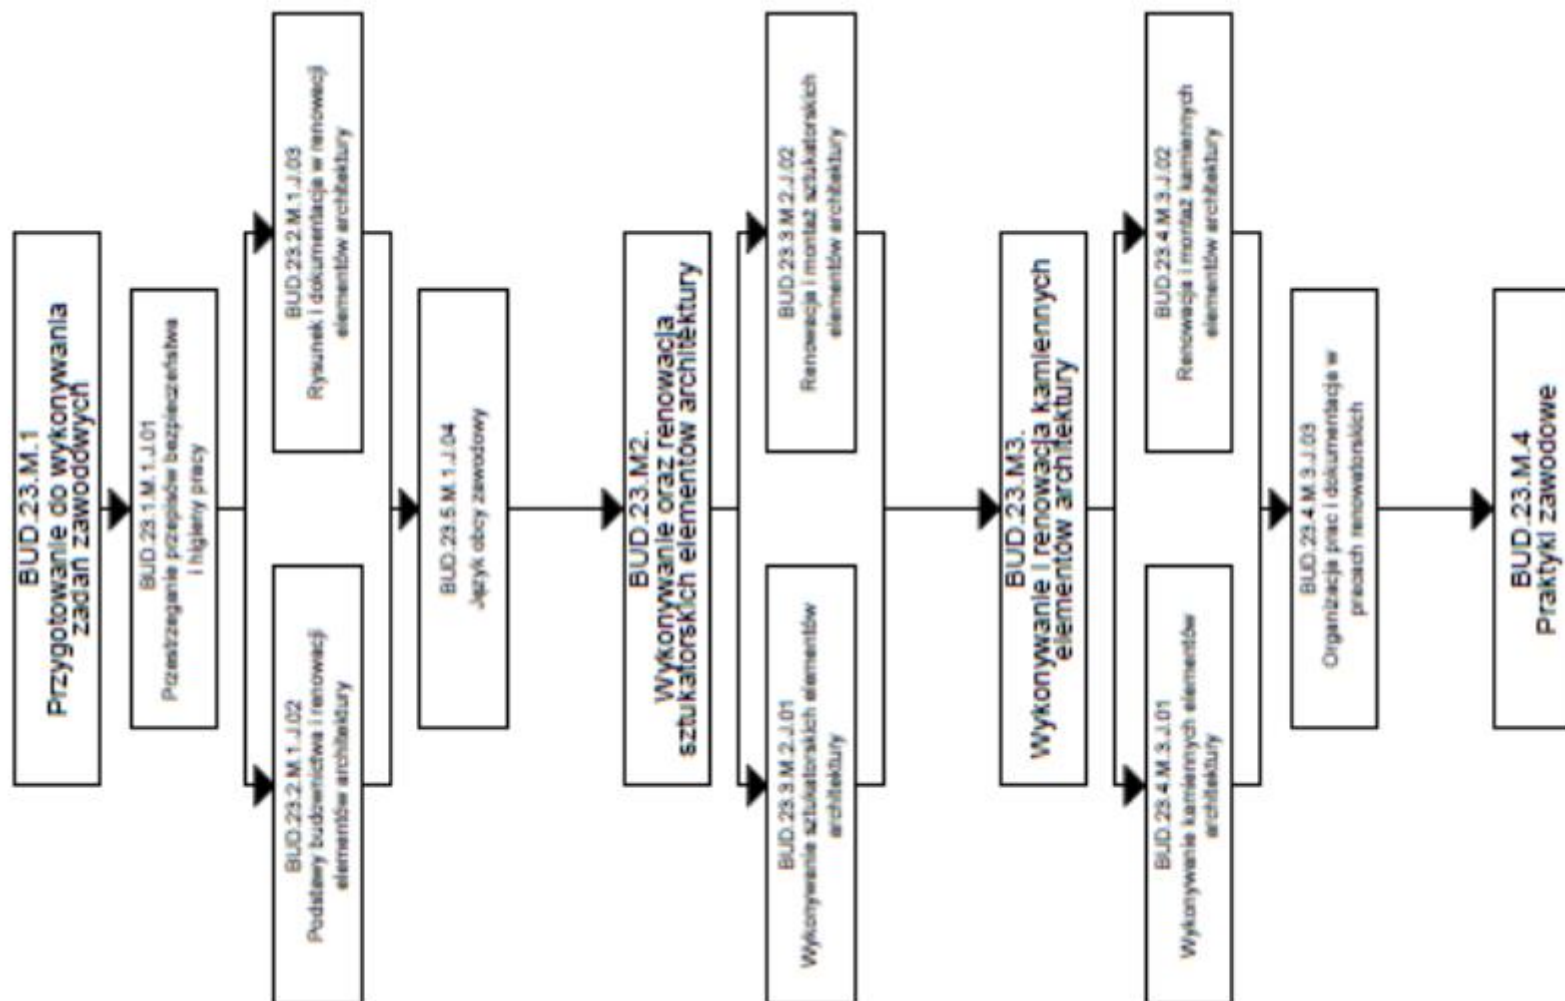 BUD.23.M.1
Przygotowanie do wykonywania
zadań zawodowych
BUD.23.1.M.1.J.01
Przestrzeganie przepisów bezpieczeństwa
i higieny pracy
BUD.23.2.M.1.J.02
Podstawy budownictwa i renowacji
elementów architektury
BUD.23.2.M.1.J.03
Rysunek i dokumentacja w renowacji
elementów architektury
BUD.23.5.M.1.J.04
Język obcy zawodowy
BUD.23.M2.
Wykonywanie oraz renowacja
sztukatorskich elementów architektury
BUD.23.3.M.2.J.01
Wykonywanie sztukatorskich elementów
architektury
BUD.23.3.M.2.J.02
Renowacja i montaż sztukatorskich
elementów architektury
BUD.23.M3.
Wykonywanie i renowacja kamiennych
elementów architektury
BUD.23.4.M.3.J.01
Wykonywanie kamiennych elementów
architektury
BUD.23.4.M.3.J.02
Renowacja i montaż kamiennych
elementów architektury
BUD.23.4.M.3.J.03
Organizacja prac i dokumentacja w
pracach renowatorskich
BUD.23.M.4
Praktyki zawodowe